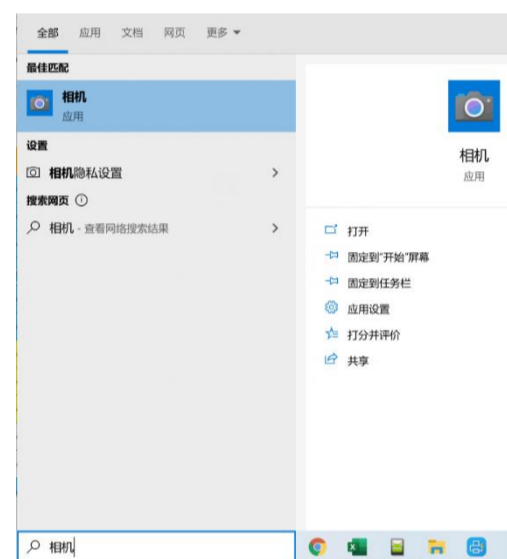 全部 应用 文档 网页 更多
最佳匹配
相机
应用
设置
相机隐私设置
搜索网页
相机 - 查看网络搜索结果
相机
应用
打开
固定到"开始"屏幕
固定到任务栏
应用设置
打分并评价
共享
相机